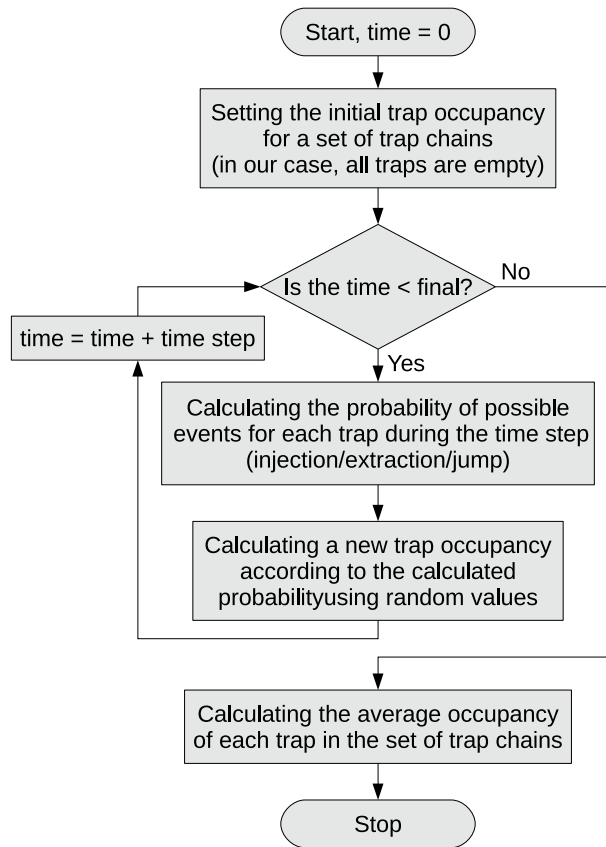 Start, time = 0
Setting the initial trap occupancy
for a set of trap chains
(in our case, all traps are empty)
Is the time < final?
No
time = time + time step
Yes
Calculating the probability of possible
events for each trap during the time step
(injection/extraction/jump)
Calculating a new trap occupancy
according to the calculated
probabilityusing random values
Calculating the average occupancy
of each trap in the set of trap chains
Stop